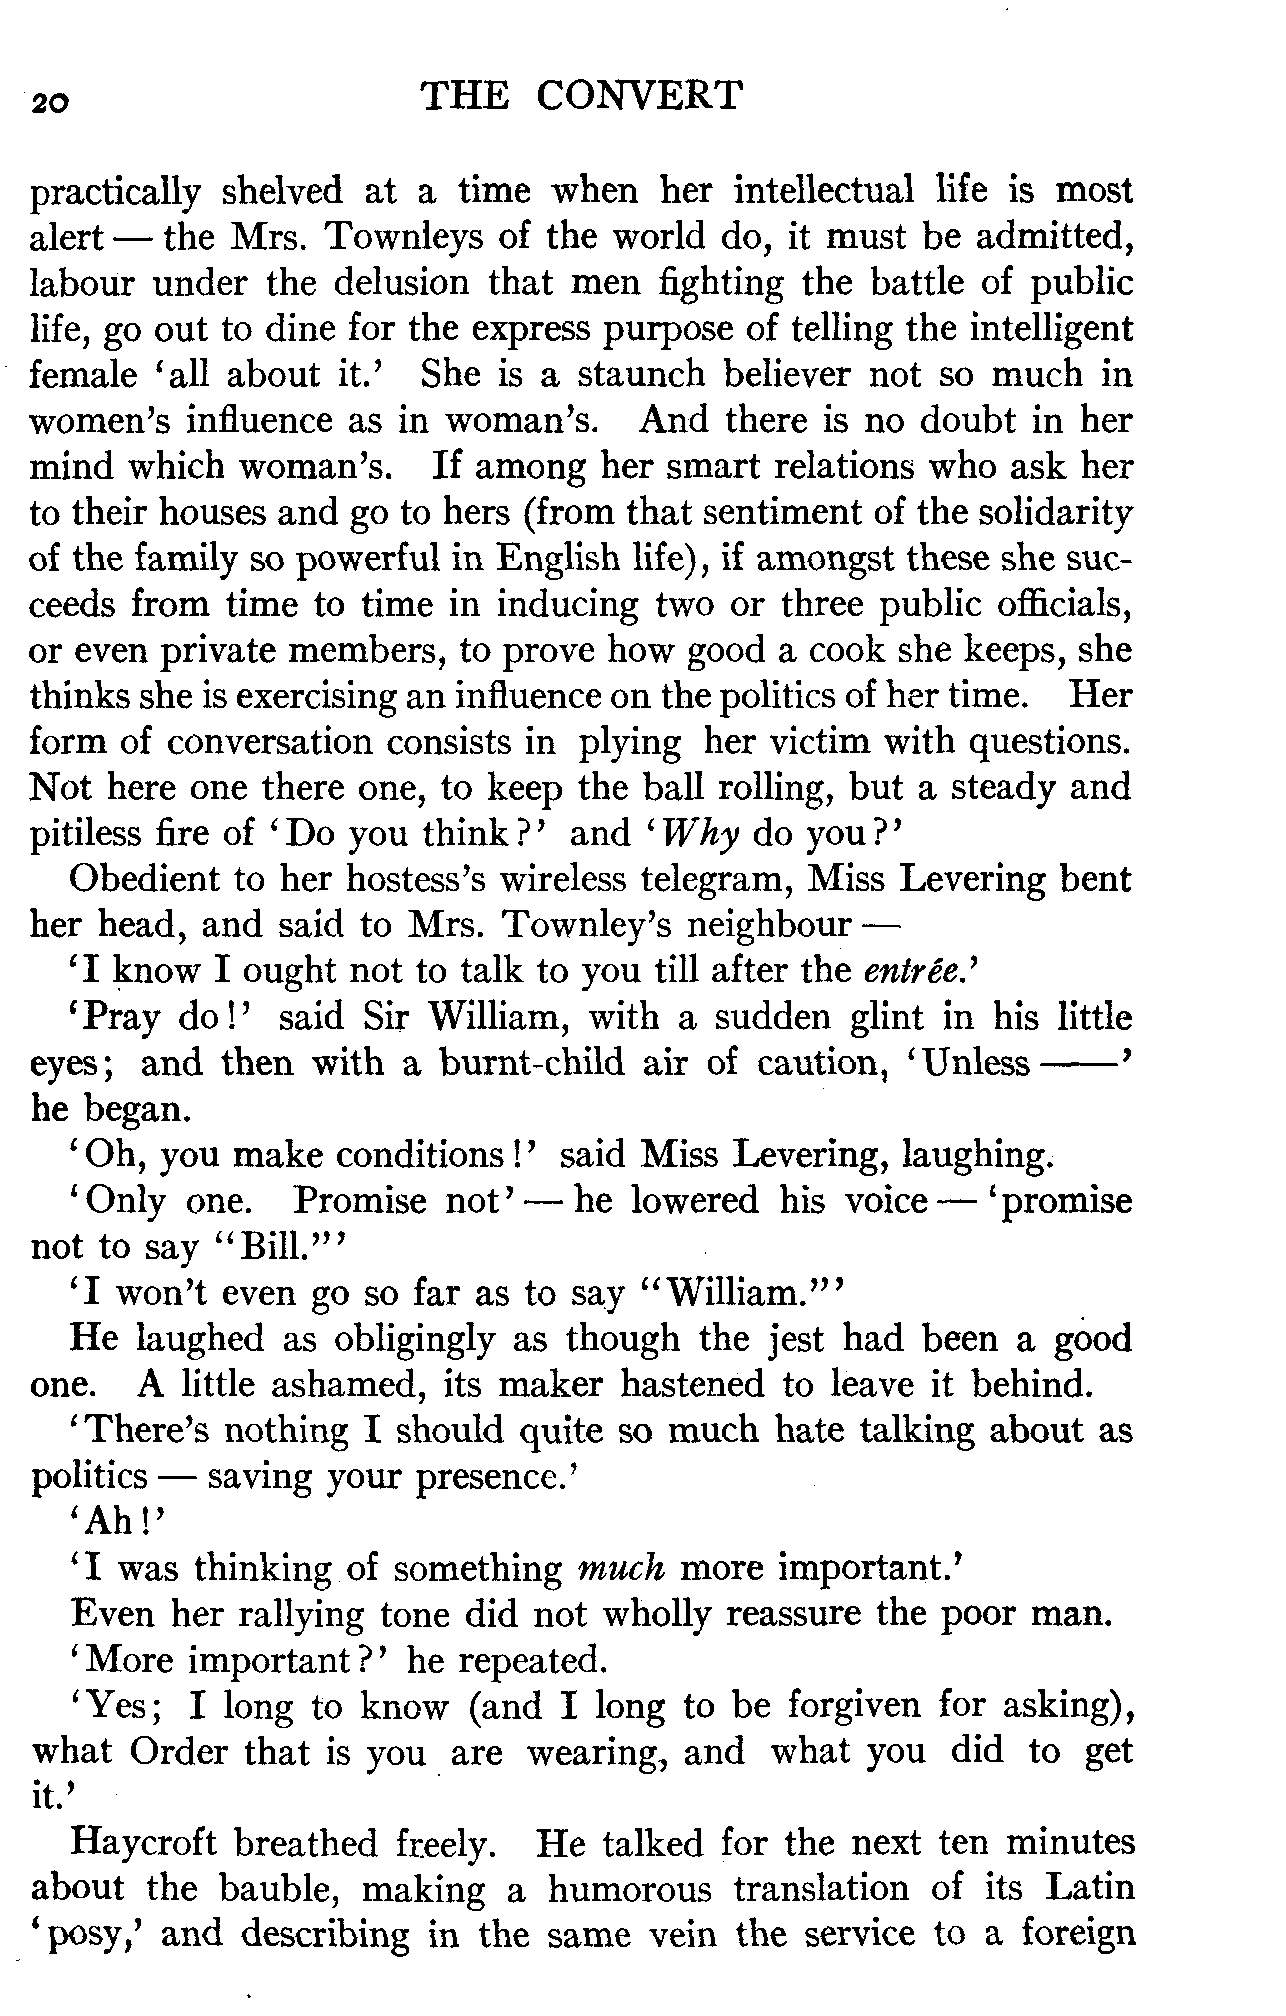 20 THE CONVERT
practically shelved at a time when her intellectual life is most
alert — the Mrs. Townleys of the world do, it must be admitted,
labour under the delusion that men fighting the battle of public
life, go out to dine for the express purpose of telling the intelligent
female 'all about it.' She is a staunch believer not so much in
women's influence as in woman's. And there is no doubt in her
mind which woman's. If among her smart relations who ask her
to their houses and go to hers (from that sentiment of the solidarity
of the family so powerful in English life), if amongst these she suc-
ceeds from time to time in inducing two or three public officials,
or even private members, to prove how good a cook she keeps, she
thinks she is exercising an influence on the politics of her time. Her
form of conversation consists in plying her victim with questions.
Not here one there one, to keep the ball rolling, but a steady and
pitiless fire of 'Do you think?' and 'Why do you?'
Obedient to her hostess's wireless telegram, Miss Levering bent
her head, and said to Mrs. Townley's neighbour —
'I know I ought not to talk to you till after the entrée.'
'Pray do!' said Sir William, with a sudden glint in his little
eyes; and then with a burnt-child air of caution, 'Unless ——'
he began.
'Oh, you make conditions!' said Miss Levering, laughing.
'Only one. Promise not' — he lowered his voice — 'promise
not to say "Bill."'
'I won't even go so far as to say "William."'
He laughed as obligingly as though the jest had been a good
one. A little ashamed, its maker hastened to leave it behind.
'There's nothing I should quite so much hate talking about as
politics — saving your presence.'
'Ah!'
'I was thinking of something much more important.'
Even her rallying tone did not wholly reassure the poor man.
'More important?' he repeated.
'Yes; I long to know (and I long to be forgiven for asking),
what Order that is you are wearing, and what you did to get
it.'
Haycroft breathed freely. He talked for the next ten minutes
about the bauble, making a humorous translation of its Latin
'posy,' and describing in the same vein the service to a foreign